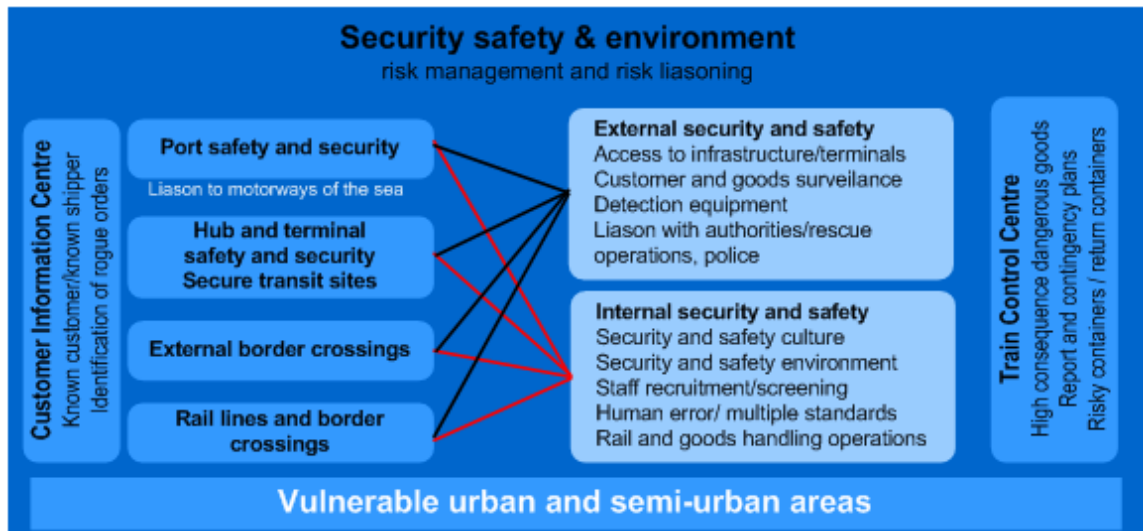 Security safety & environment
risk management and risk liasoning
Customer Information Centre
Known customer/known shipper
Identification of rogue orders
Port safety and security
Liason to motorways of the sea
Hub and terminal
safety and security
Secure transit sites
External border crossings
Rail lines and border
crossings
External security and safety
Access to infrastructure/terminals
Customer and goods surveilance
Detection equipment
Liason with authorities/rescue
operations, police
Internal security and safety
Security and safety culture
Security and safety environment
Staff recruitment/screening
Human error/ multiple standards
Rail and goods handling operations
Train Control Centre
High consequence dangerous goods
Report and contingency plans
Risky containers / return containers
Vulnerable urban and semi-urban areas